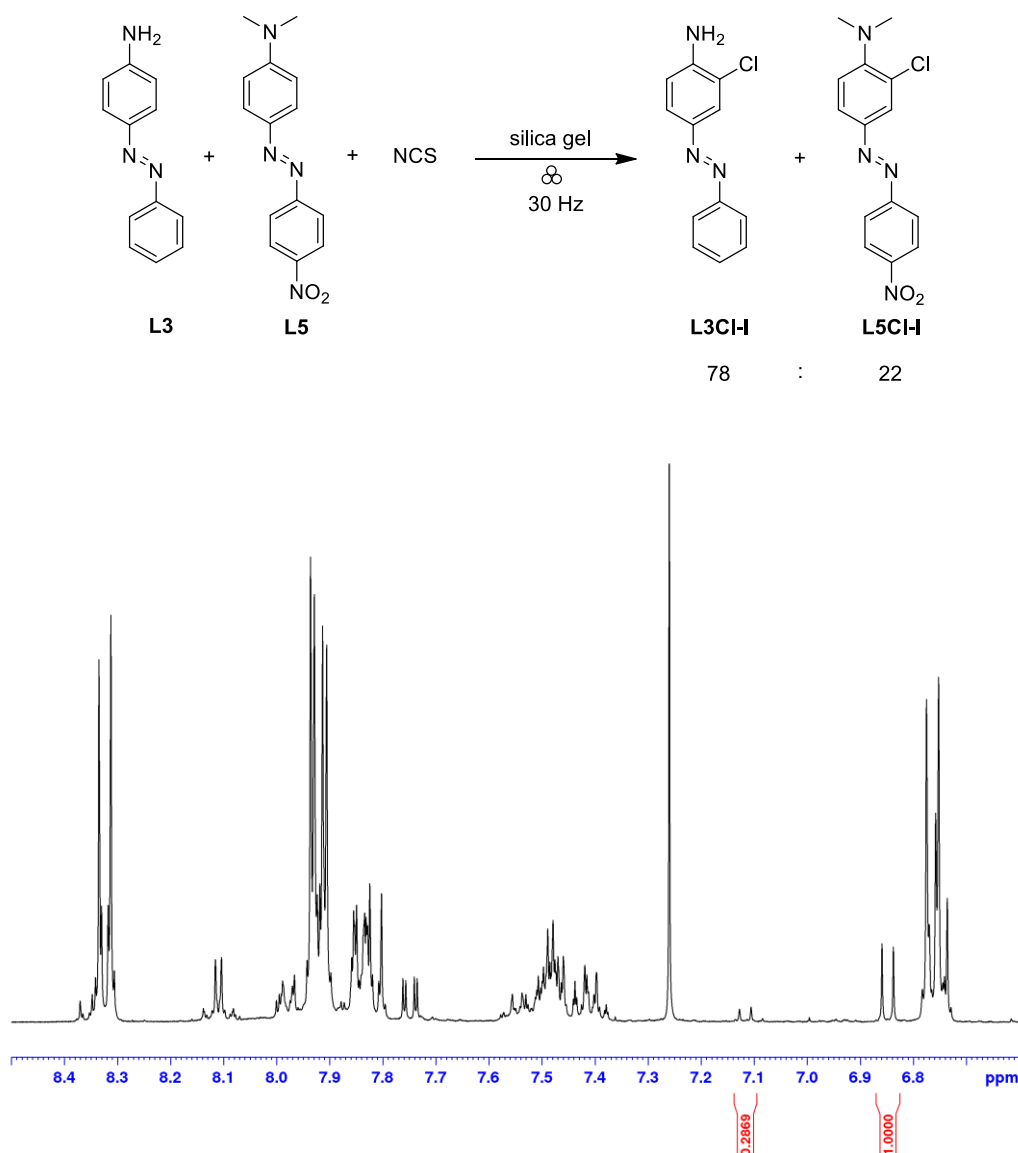 NH2
Cl
N
N
L3
+
N
N
N
NO2
L5
+
NCS
silica gel
30 Hz
NH2
Cl
N
N
L3Cl-I
+
N
Cl
N
N
NO2
L5Cl-I
78 : 22
8.4 8.3 8.2 8.1 8.0 7.9 7.8 7.7 7.6 7.5 7.4 7.3 7.2 7.1 7.0 6.9 6.8 ppm
0.2869
1.0000